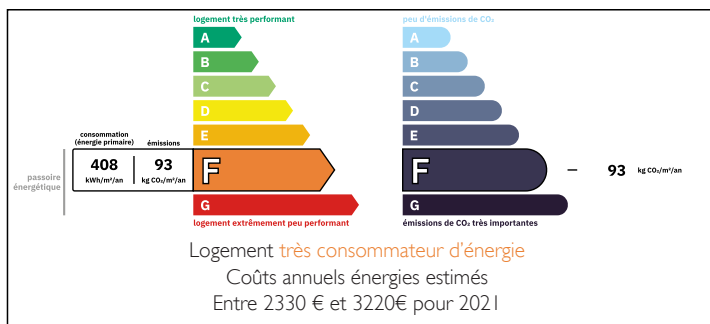 logement très performant
A
B
C
D
E
consommation
(énergie primaire)
émissions
408
kWh/m²/an
93
kg CO₂/m²/an
F
passoire
énergétique
G
logement extrêmement peu performant
peu d'émissions de CO₂
A
B
C
D
E
F
93 kg CO₂/m²/an
G
émissions de CO₂ très importantes
Logement très consommateur d'énergie
Coûts annuels énergies estimés
Entre 2330 € et 3220€ pour 2021